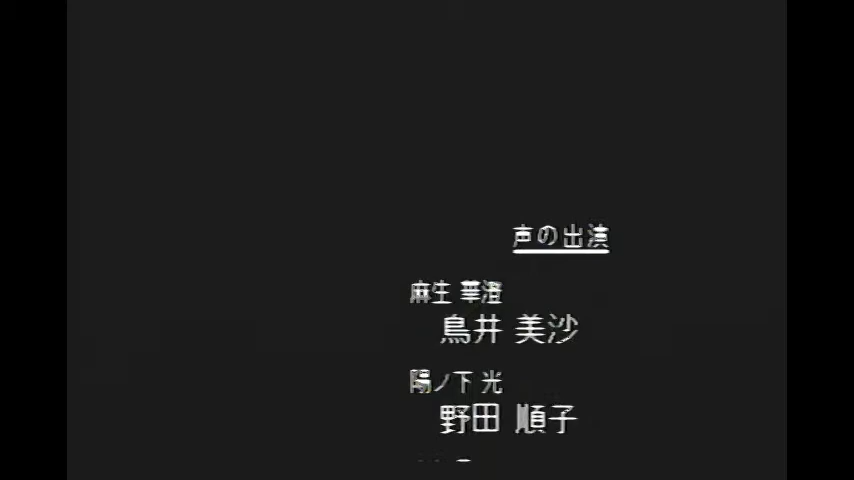 声の出演
麻生 華澄
鳥井 美沙
陽ノ下 光
野田 順子